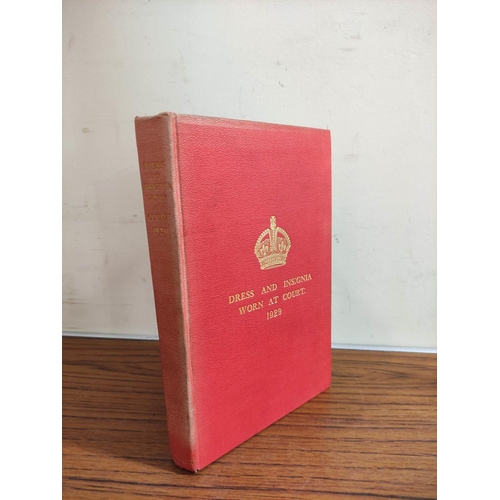 DRESS AND INSIGNIA
WORN AT COURT.
1929